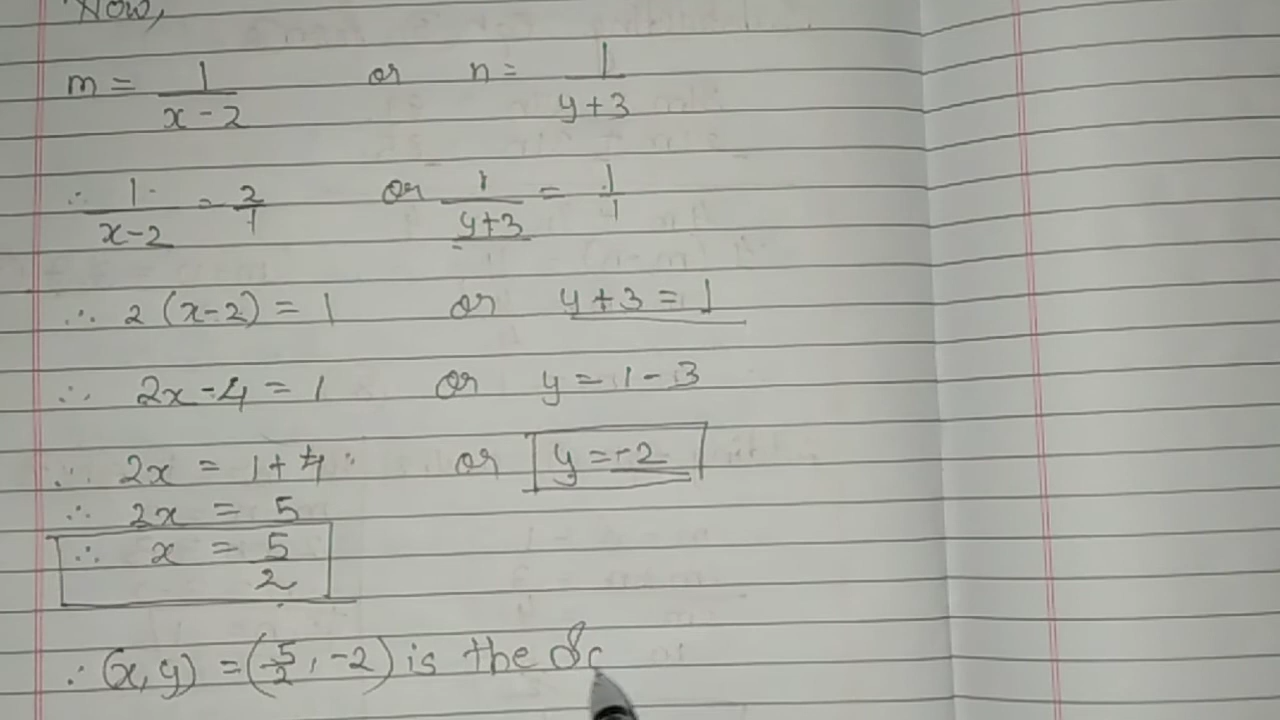 Now,
m = 1/(x - 2) or n = 1/(y + 3)
∴ 1/(x-2) = 2/1 or 1/(y+3) = 1/1
∴ 2 (x-2) = 1 or y + 3 = 1
∴ 2x - 4 = 1 or y = 1 - 3
∴ 2x = 1 + 4 or y = -2
∴ 2x = 5
∴ x = 5/2
∴ (x, y) = (5/2, -2) is the so